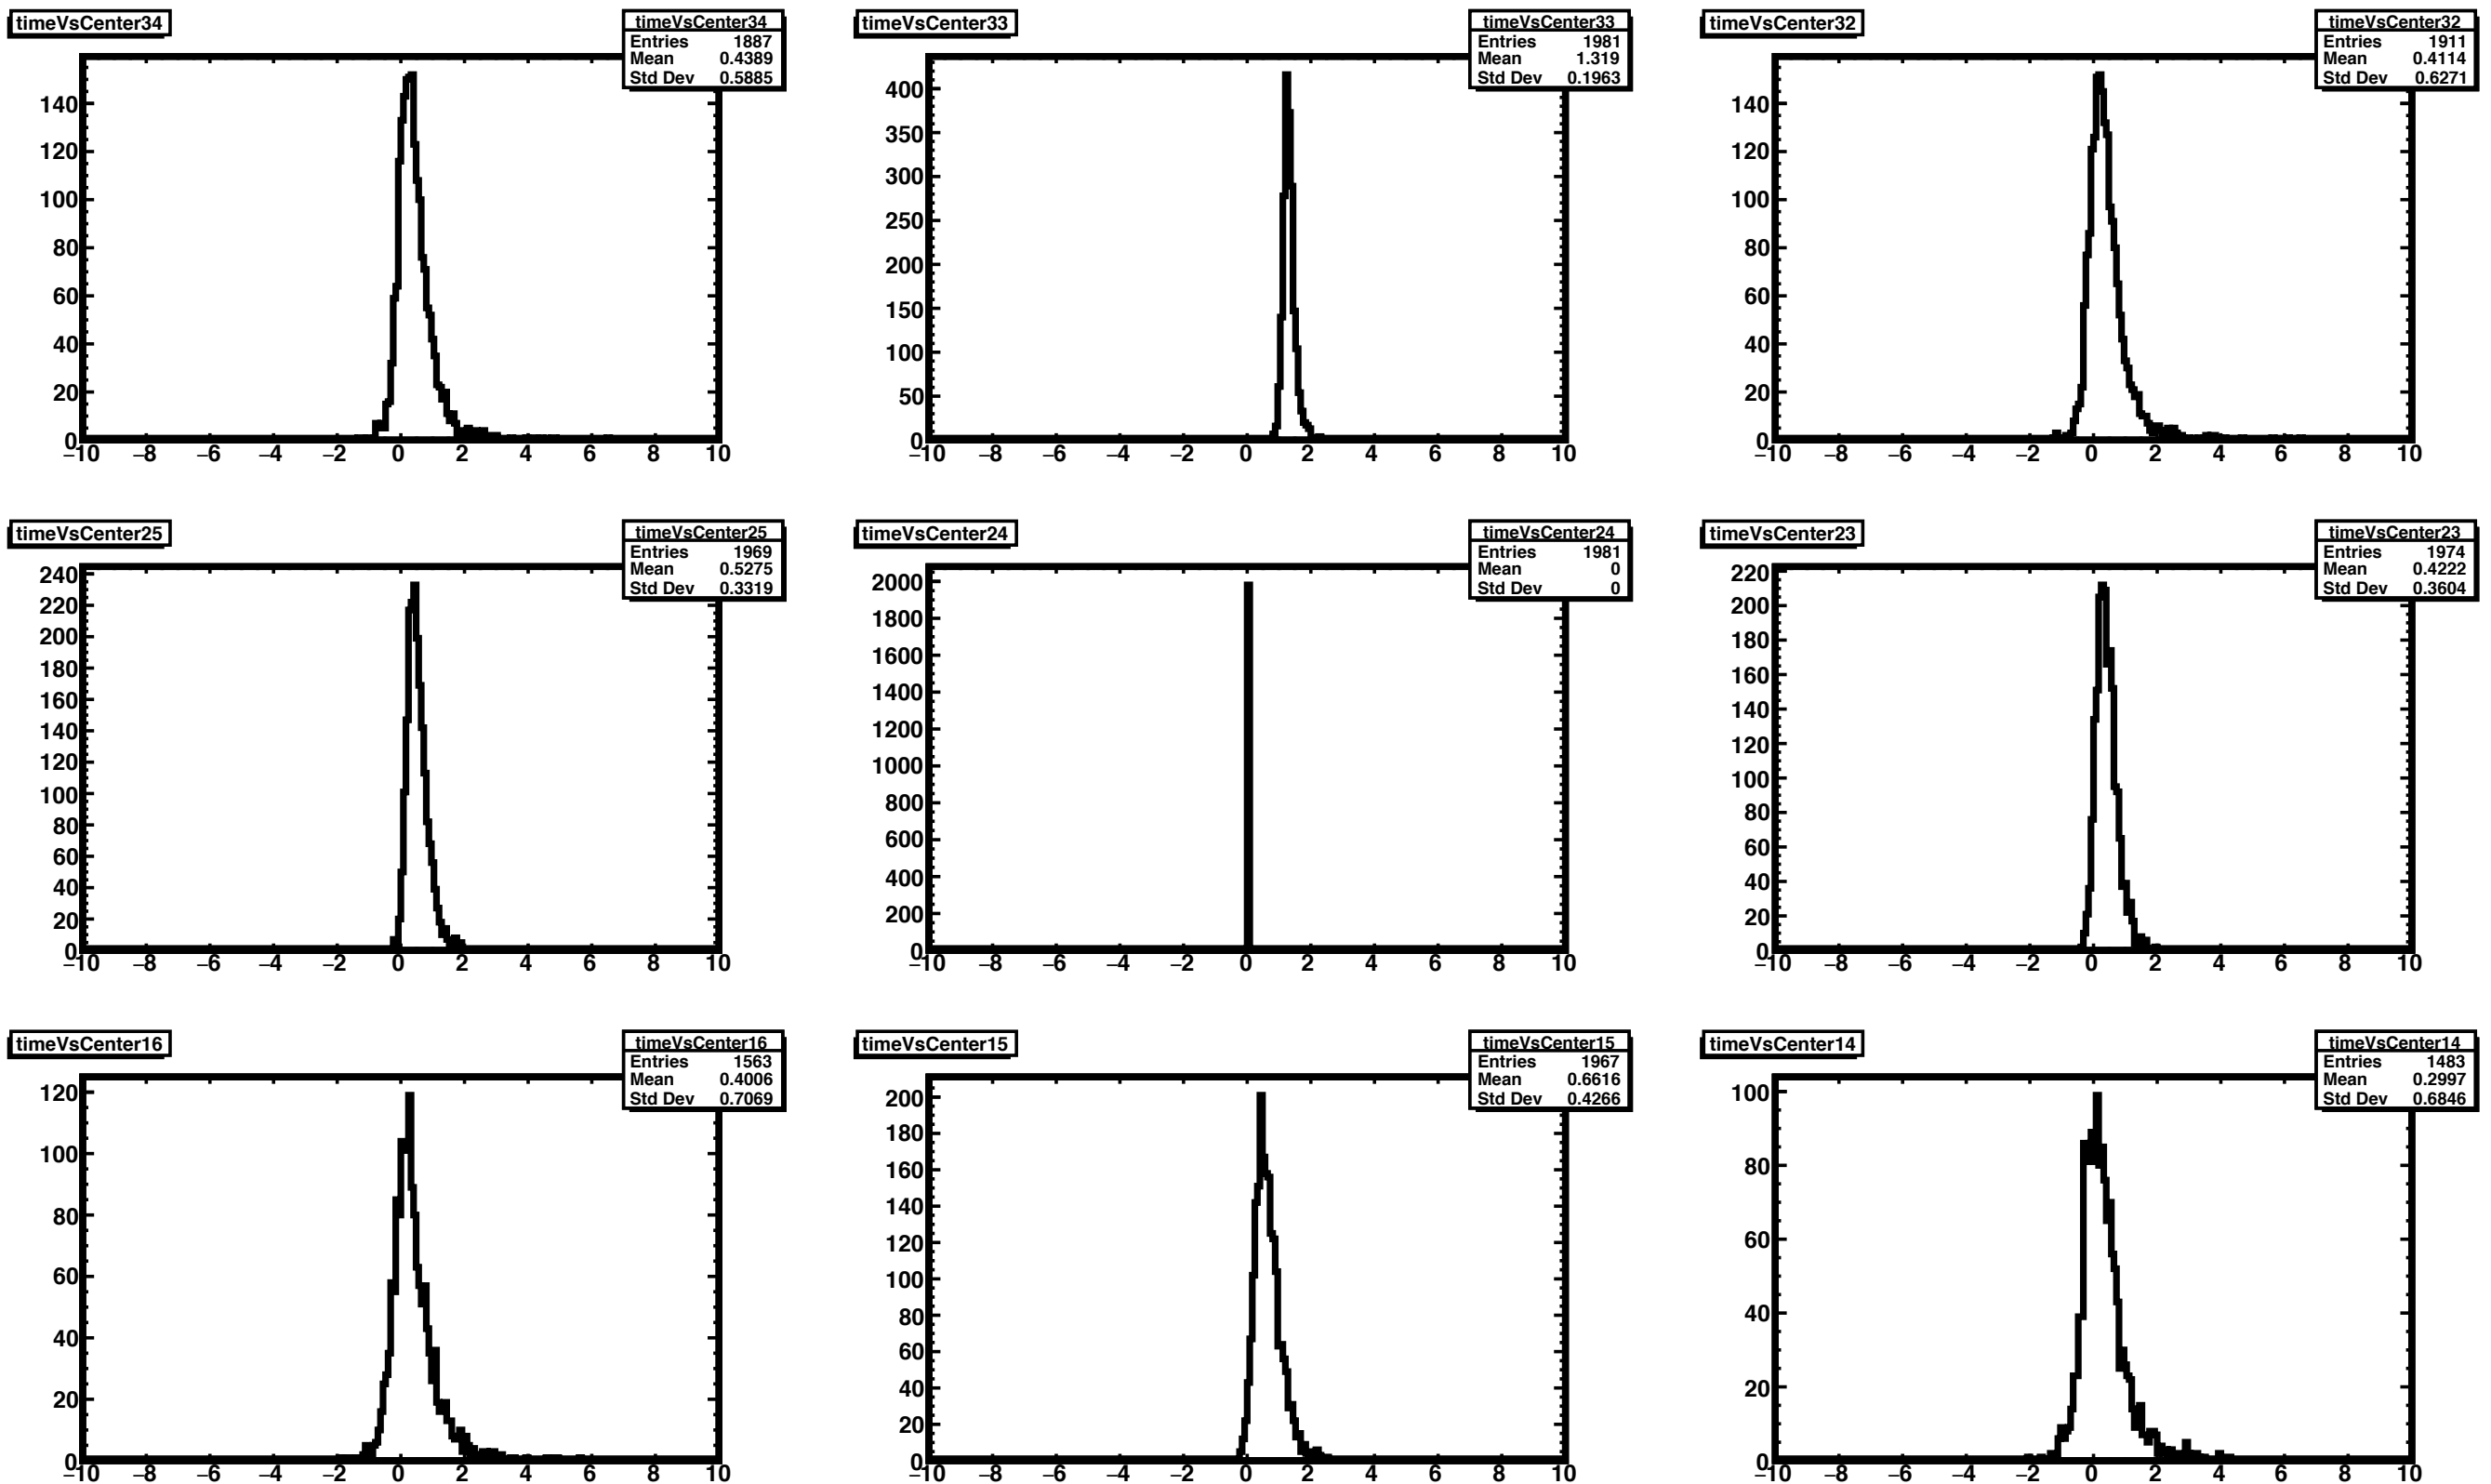 timeVsCenter34
timeVsCenter34
Entries 1887
Mean 0.4389
Std Dev 0.5885
140
120
100
80
60
40
20
0
−10 −8 −6 −4 −2 0 2 4 6 8 10
timeVsCenter33
timeVsCenter33
Entries 1981
Mean 1.319
Std Dev 0.1963
400
350
300
250
200
150
100
50
0
−10 −8 −6 −4 −2 0 2 4 6 8 10
timeVsCenter32
timeVsCenter32
Entries 1911
Mean 0.4114
Std Dev 0.6271
140
120
100
80
60
40
20
0
−10 −8 −6 −4 −2 0 2 4 6 8 10
timeVsCenter25
timeVsCenter25
Entries 1969
Mean 0.5275
Std Dev 0.3319
240
220
200
180
160
140
120
100
80
60
40
20
0
−10 −8 −6 −4 −2 0 2 4 6 8 10
timeVsCenter24
timeVsCenter24
Entries 1981
Mean 0
Std Dev 0
2000
1800
1600
1400
1200
1000
800
600
400
200
0
−10 −8 −6 −4 −2 0 2 4 6 8 10
timeVsCenter23
timeVsCenter23
Entries 1974
Mean 0.4222
Std Dev 0.3604
220
200
180
160
140
120
100
80
60
40
20
0
−10 −8 −6 −4 −2 0 2 4 6 8 10
timeVsCenter16
timeVsCenter16
Entries 1563
Mean 0.4006
Std Dev 0.7069
120
100
80
60
40
20
0
−10 −8 −6 −4 −2 0 2 4 6 8 10
timeVsCenter15
timeVsCenter15
Entries 1967
Mean 0.6616
Std Dev 0.4266
200
180
160
140
120
100
80
60
40
20
0
−10 −8 −6 −4 −2 0 2 4 6 8 10
timeVsCenter14
timeVsCenter14
Entries 1483
Mean 0.2997
Std Dev 0.6846
100
80
60
40
20
0
−10 −8 −6 −4 −2 0 2 4 6 8 10